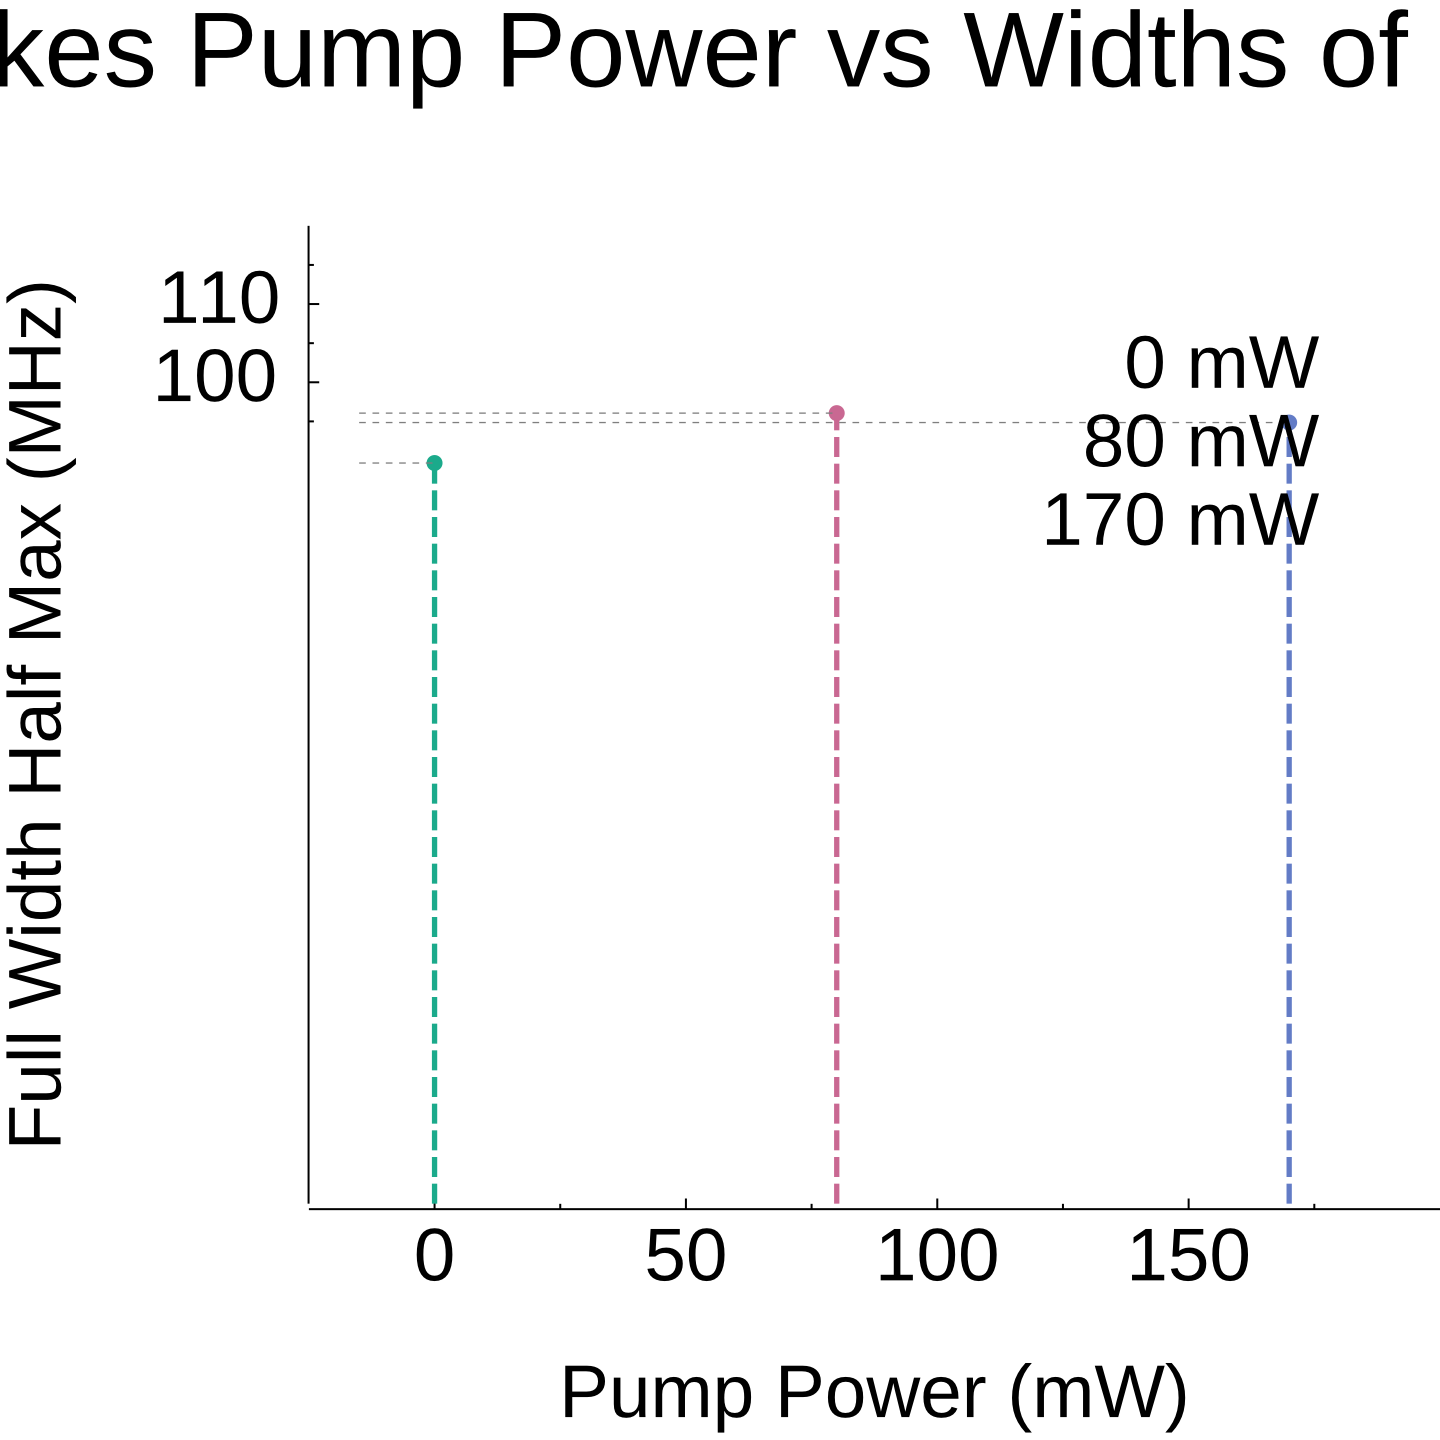 kes Pump Power vs Widths of
Full Width Half Max (MHz)
110
100
0 mW
80 mW
170 mW
0 50 100 150
Pump Power (mW)